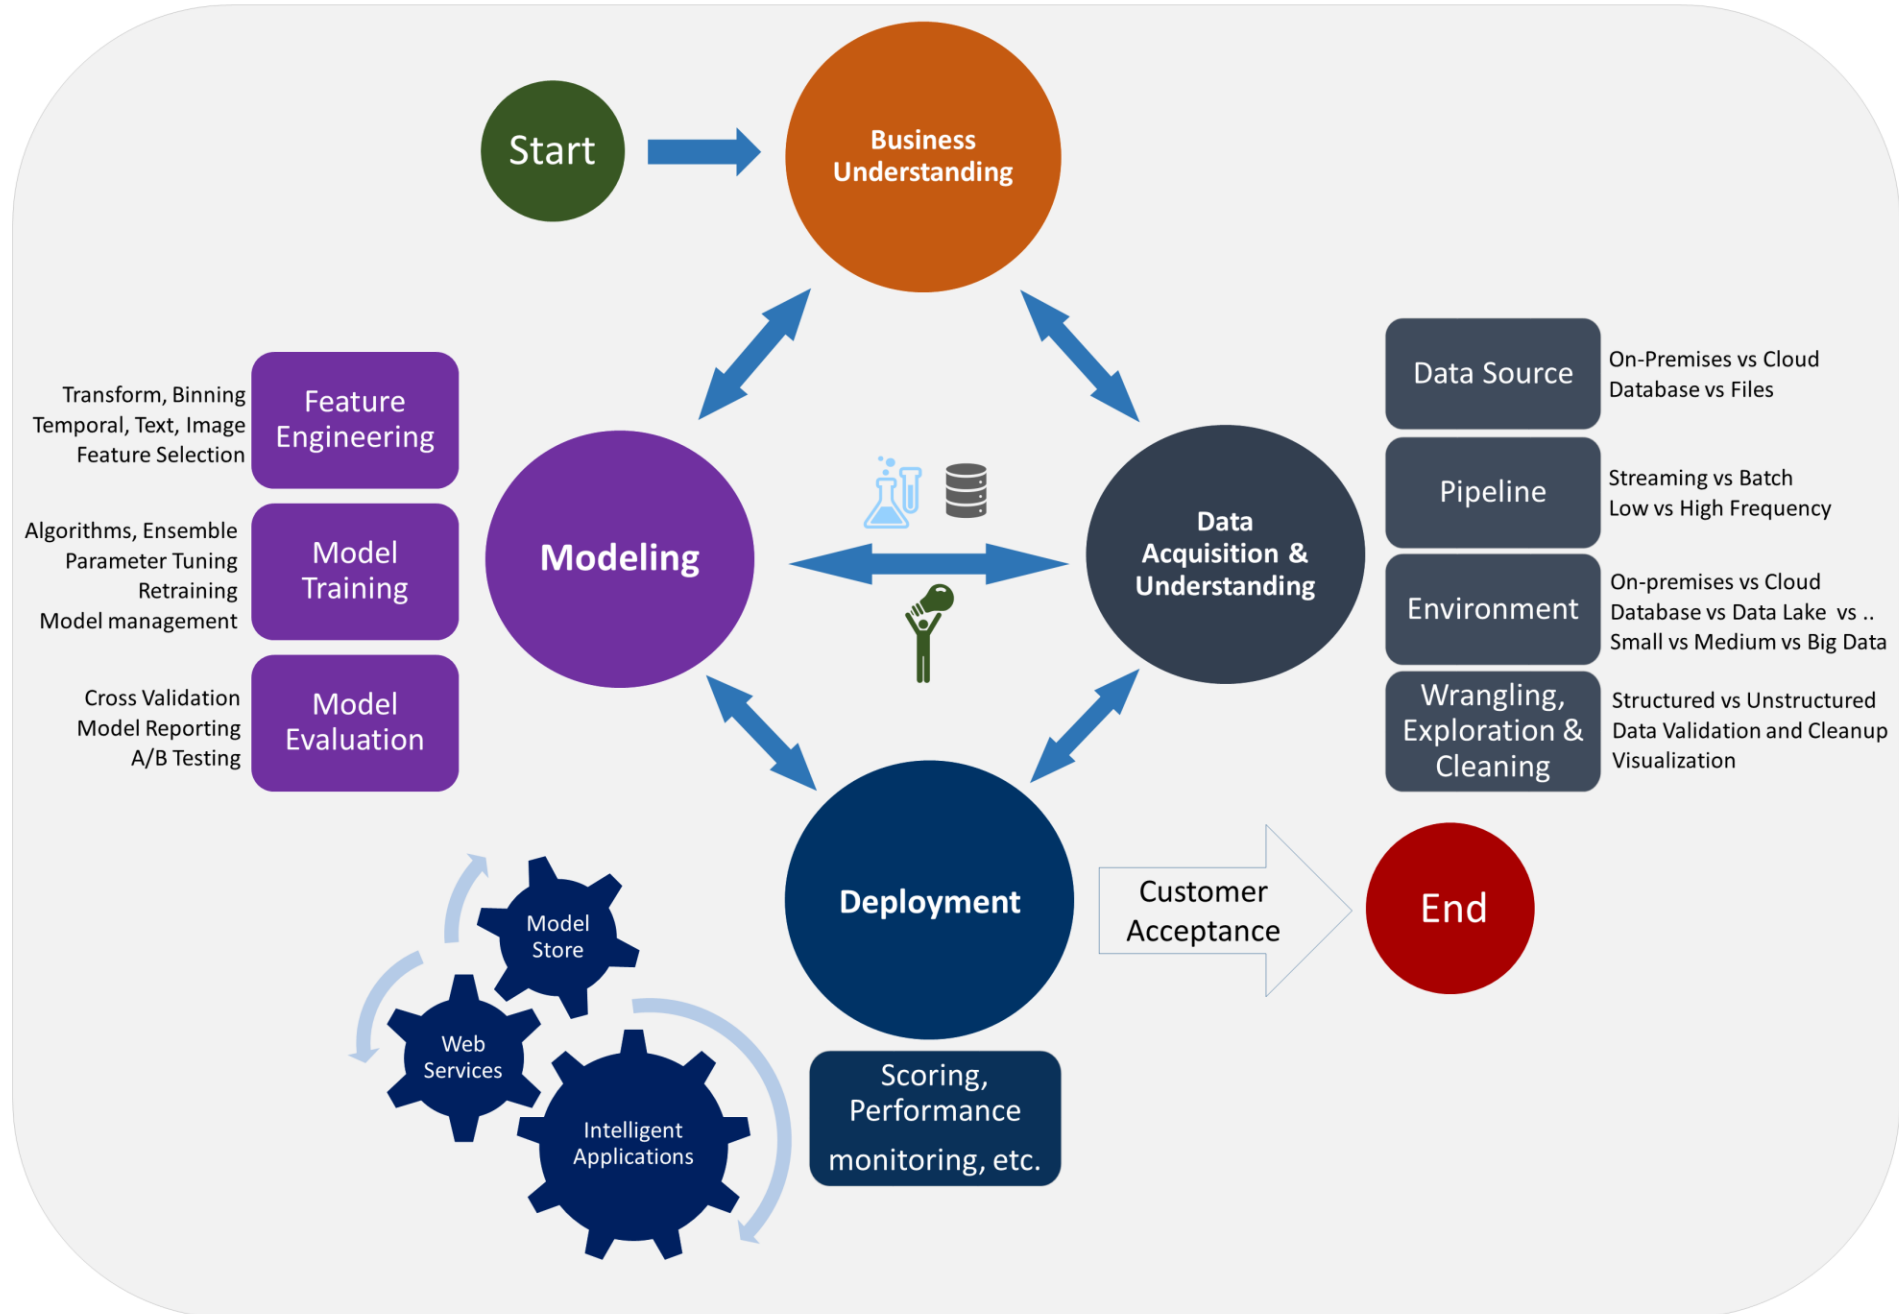 Start
Business
Understanding
Transform, Binning
Temporal, Text, Image
Feature Selection
Feature
Engineering
Algorithms, Ensemble
Parameter Tuning
Retraining
Model management
Model
Training
Cross Validation
Model Reporting
A/B Testing
Model
Evaluation
Modeling
Data
Acquisition &
Understanding
Data Source
On-Premises vs Cloud
Database vs Files
Pipeline
Streaming vs Batch
Low vs High Frequency
Environment
On-premises vs Cloud
Database vs Data Lake vs ..
Small vs Medium vs Big Data
Wrangling,
Exploration &
Cleaning
Structured vs Unstructured
Data Validation and Cleanup
Visualization
Deployment
Customer
Acceptance
End
Model
Store
Web
Services
Intelligent
Applications
Scoring,
Performance
monitoring, etc.